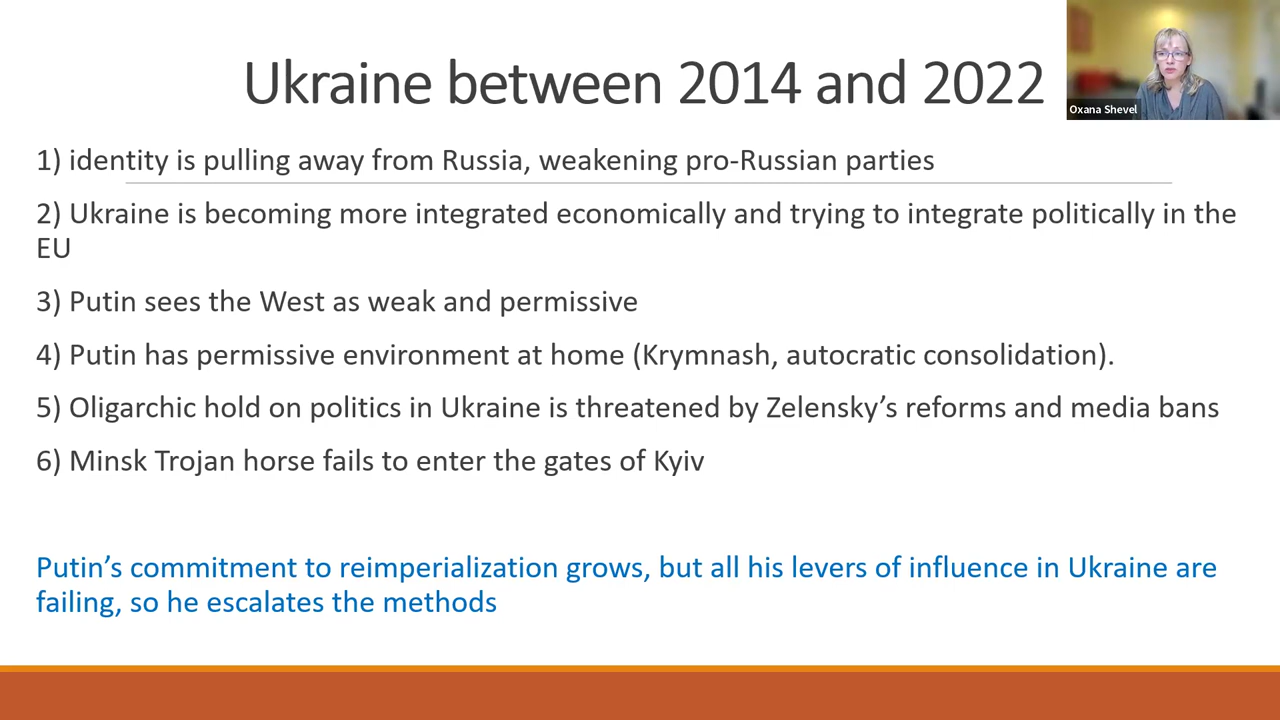 Ukraine between 2014 and 2022
Oxana Shevel
1) identity is pulling away from Russia, weakening pro-Russian parties
2) Ukraine is becoming more integrated economically and trying to integrate politically in the
EU
3) Putin sees the West as weak and permissive
4) Putin has permissive environment at home (Krymnash, autocratic consolidation).
5) Oligarchic hold on politics in Ukraine is threatened by Zelensky’s reforms and media bans
6) Minsk Trojan horse fails to enter the gates of Kyiv
Putin’s commitment to reimperialization grows, but all his levers of influence in Ukraine are
failing, so he escalates the methods